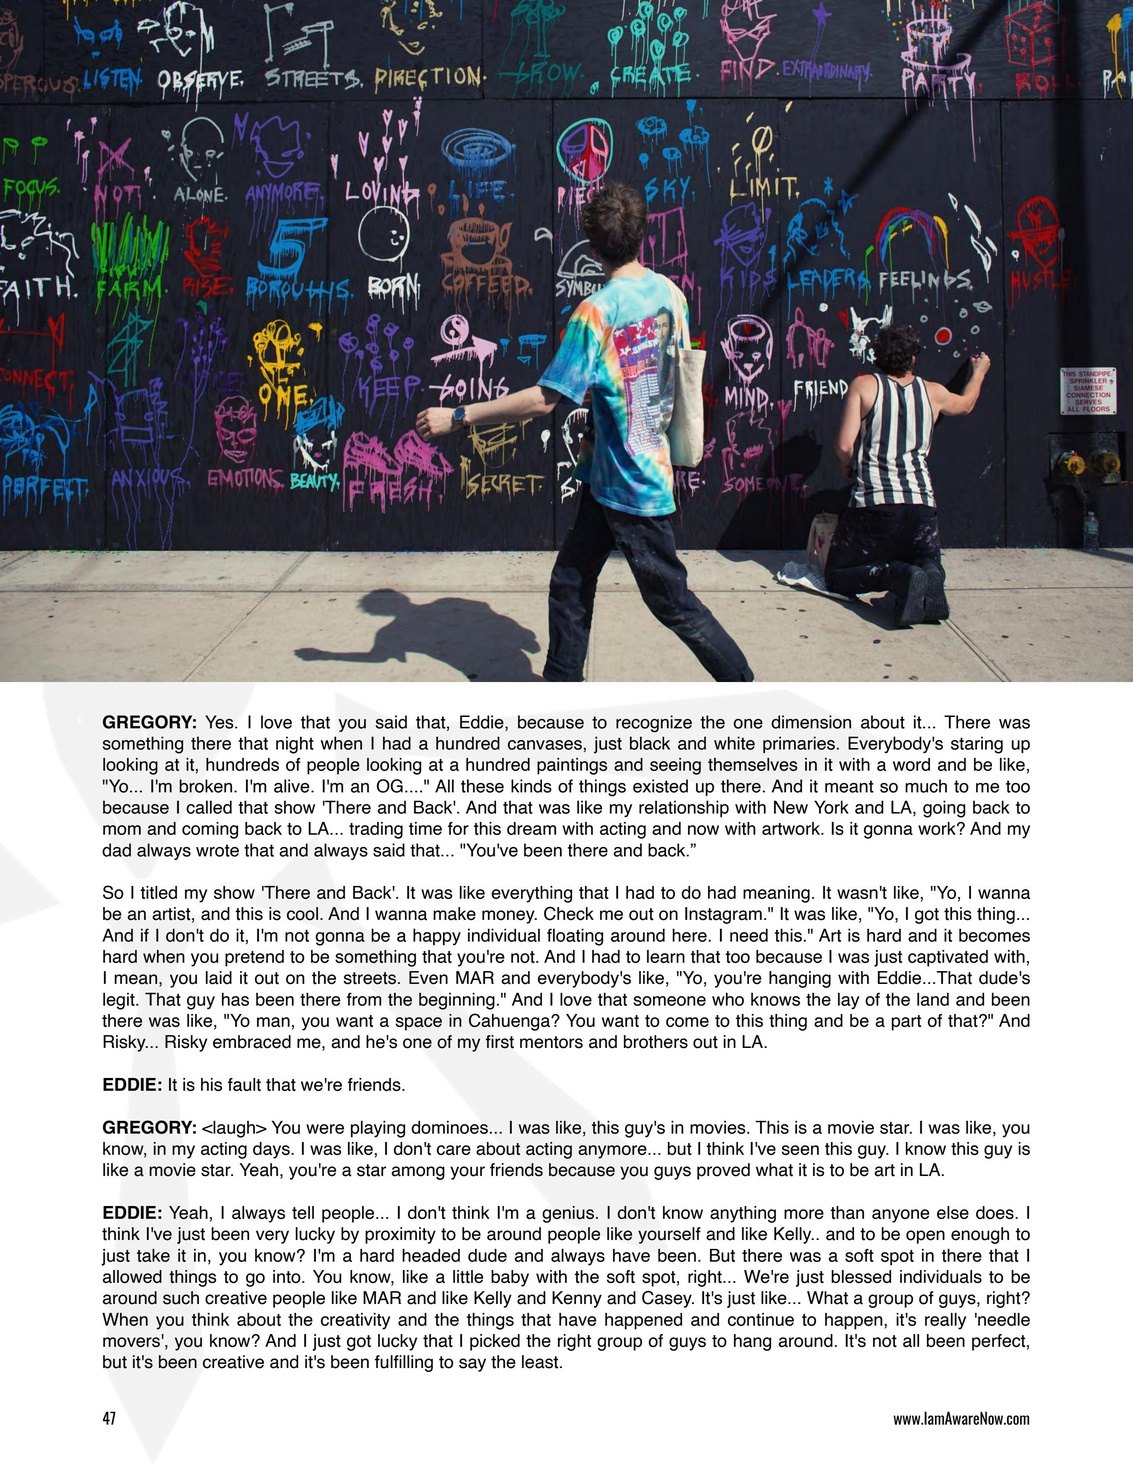 LISTEN. OBSERVE. STREETS. DIRECTION. GROW. CREATE. FIND. EXTRAORDINARY. PARTY. ROLL.
FOCUS. NOT. ALONE. ANYMORE. LOVING LIFE. SKY. LIMIT.
FAITH. FARM. RISE. BOROUGHS. BORN. COFFEED. KIDS LEADERS FEELINGS. HUSTLE.
CONNECT. ONE. KEEP GOING MIND. FRIEND
THIS STANDPIPE
SPRINKLER
SIAMESE
CONNECTION
SERVES
ALL FLOORS
PERFECT. ANXIOUS. EMOTIONS. BEAUTY. FRESH. SECRET. SOMEONE.
GREGORY: Yes. I love that you said that, Eddie, because to recognize the one dimension about it... There was
something there that night when I had a hundred canvases, just black and white primaries. Everybody's staring up
looking at it, hundreds of people looking at a hundred paintings and seeing themselves in it with a word and be like,
"Yo... I'm broken. I'm alive. I'm an OG...." All these kinds of things existed up there. And it meant so much to me too
because I called that show 'There and Back'. And that was like my relationship with New York and LA, going back to
mom and coming back to LA... trading time for this dream with acting and now with artwork. Is it gonna work? And my
dad always wrote that and always said that... "You've been there and back.”
So I titled my show 'There and Back'. It was like everything that I had to do had meaning. It wasn't like, "Yo, I wanna
be an artist, and this is cool. And I wanna make money. Check me out on Instagram." It was like, "Yo, I got this thing...
And if I don't do it, I'm not gonna be a happy individual floating around here. I need this." Art is hard and it becomes
hard when you pretend to be something that you're not. And I had to learn that too because I was just captivated with,
I mean, you laid it out on the streets. Even MAR and everybody's like, "Yo, you're hanging with Eddie...That dude's
legit. That guy has been there from the beginning." And I love that someone who knows the lay of the land and been
there was like, "Yo man, you want a space in Cahuenga? You want to come to this thing and be a part of that?" And
Risky... Risky embraced me, and he's one of my first mentors and brothers out in LA.
EDDIE: It is his fault that we're friends.
GREGORY: <laugh> You were playing dominoes... I was like, this guy's in movies. This is a movie star. I was like, you
know, in my acting days. I was like, I don't care about acting anymore... but I think I've seen this guy. I know this guy is
like a movie star. Yeah, you're a star among your friends because you guys proved what it is to be art in LA.
EDDIE: Yeah, I always tell people... I don't think I'm a genius. I don't know anything more than anyone else does. I
think I've just been very lucky by proximity to be around people like yourself and like Kelly.. and to be open enough to
just take it in, you know? I'm a hard headed dude and always have been. But there was a soft spot in there that I
allowed things to go into. You know, like a little baby with the soft spot, right... We're just blessed individuals to be
around such creative people like MAR and like Kelly and Kenny and Casey. It's just like... What a group of guys, right?
When you think about the creativity and the things that have happened and continue to happen, it's really 'needle
movers', you know? And I just got lucky that I picked the right group of guys to hang around. It's not all been perfect,
but it's been creative and it's been fulfilling to say the least.
47
www.IamAwareNow.com